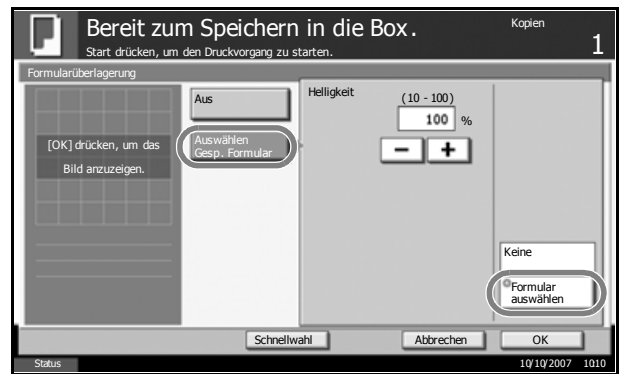 Bereit zum Speichern in die Box.
Start drücken, um den Druckvorgang zu starten.
Kopien
1
Formularüberlagerung
[OK] drücken, um das
Bild anzuzeigen.
Aus
Auswählen
Gesp. Formular
Helligkeit
(10 - 100)
100 %
− +
Keine
Formular
auswählen
Schnellwahl
Abbrechen
OK
Status
10/10/2007 1010